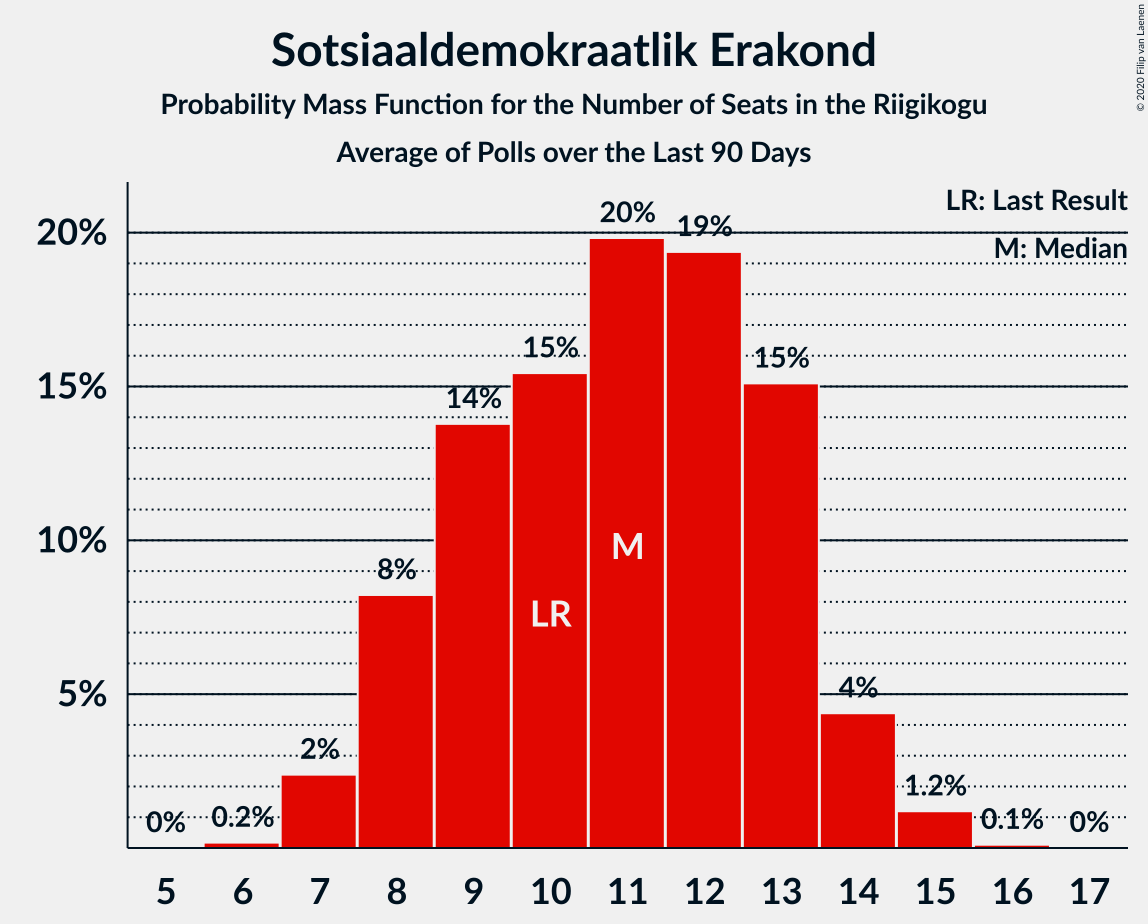 Sotsiaaldemokraatlik Erakond
Probability Mass Function for the Number of Seats in the Riigikogu
Average of Polls over the Last 90 Days
© 2020 Filip van Laenen
LR: Last Result
M: Median
20%
15%
10%
5%
0%
0.2%
2%
8%
14%
15%
20%
19%
15%
4%
1.2%
0.1%
0%
LR
M
5 6 7 8 9 10 11 12 13 14 15 16 17